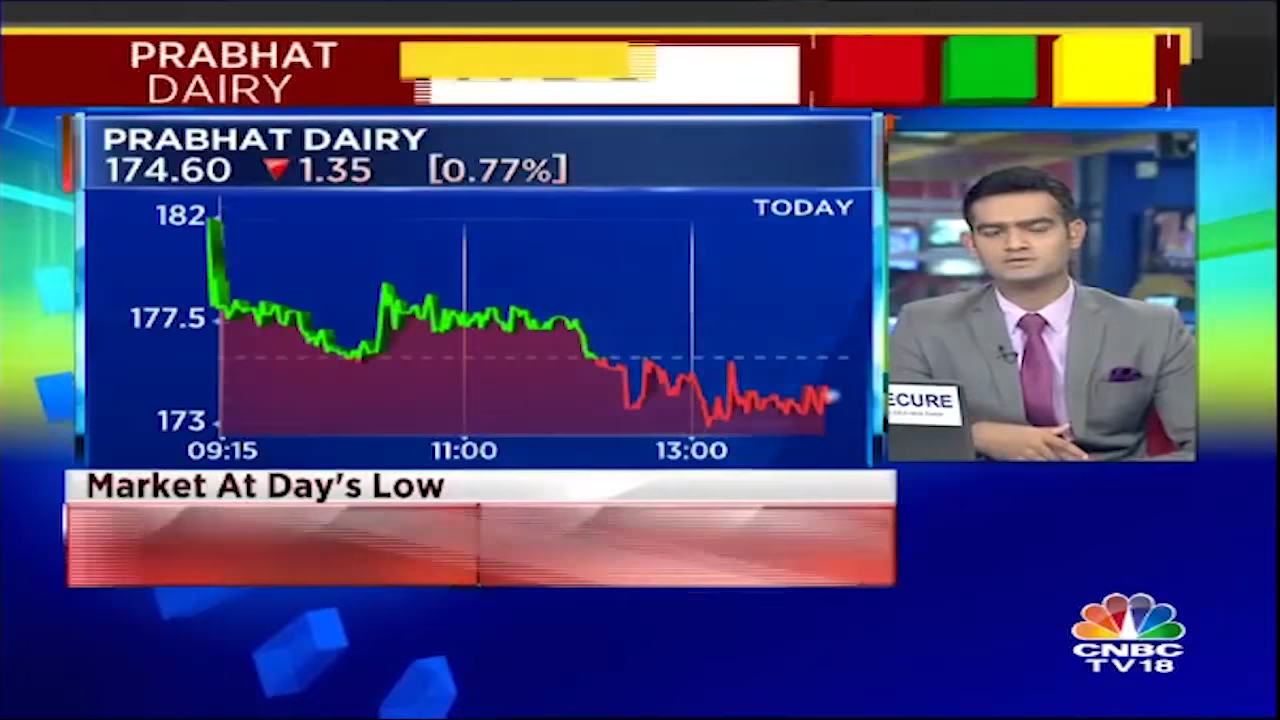 PRABHAT
DAIRY
PRABHAT DAIRY
174.60 ▼1.35 [0.77%]
TODAY
182
177.5
173
09:15 11:00 13:00
ECURE
Market At Day's Low
CNBC
TV18